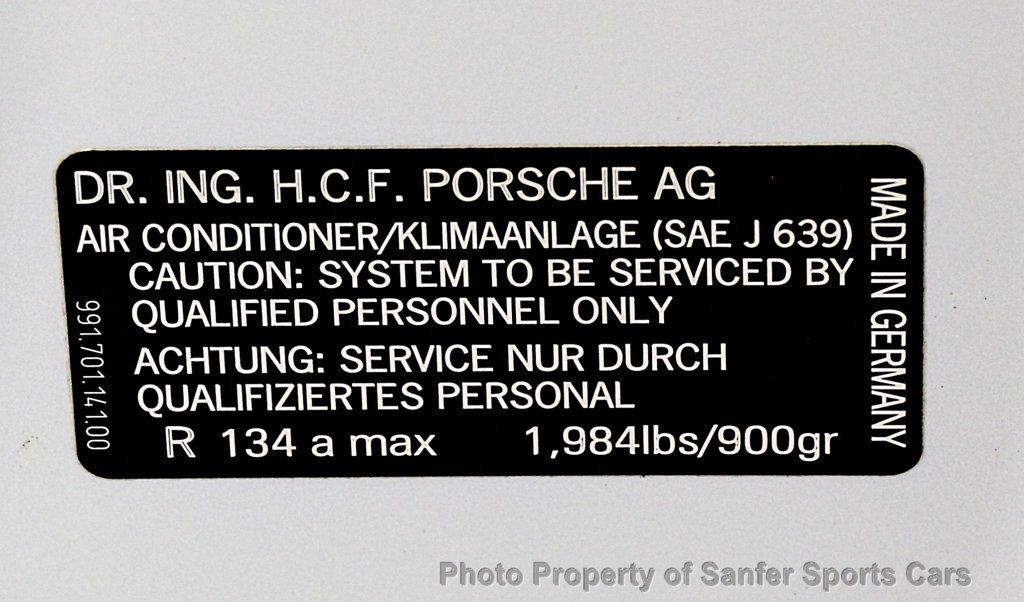 DR. ING. H.C.F. PORSCHE AG
AIR CONDITIONER/KLIMAANLAGE (SAE J 639)
CAUTION: SYSTEM TO BE SERVICED BY
QUALIFIED PERSONNEL ONLY
ACHTUNG: SERVICE NUR DURCH
QUALIFIZIERTES PERSONAL
R 134 a max 1,984lbs/900gr
991.701.141.00
MADE IN GERMANY
Photo Property of Sanfer Sports Cars